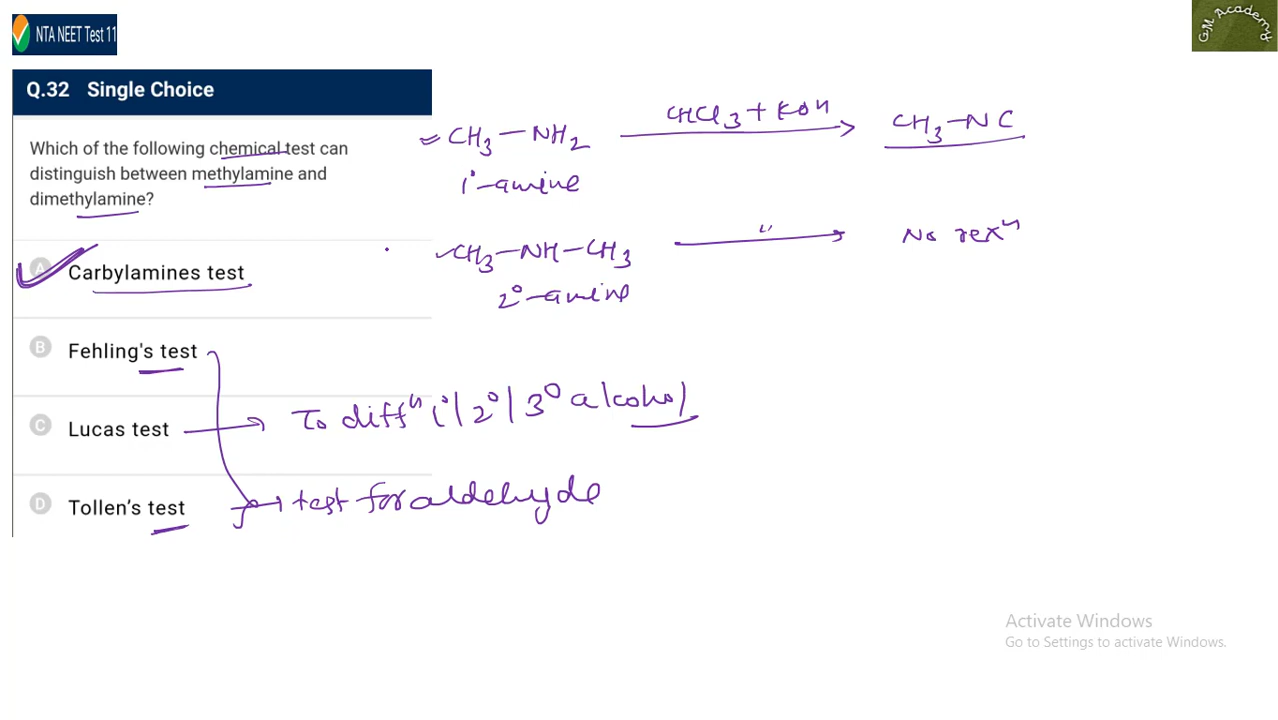 NTA NEET Test 11
GM Academy
Q.32 Single Choice
Which of the following chemical test can
distinguish between methylamine and
dimethylamine?
A Carbylamines test
B Fehling's test
C Lucas test
D Tollen's test
CH3-NH2 CHCl3 + KOH CH3-NC
1°-amine
CH3-NH-CH3 '' No rexn
2°-amine
To diffn 1°|2°|3° alcohol
test for aldehyde
Activate Windows
Go to Settings to activate Windows.